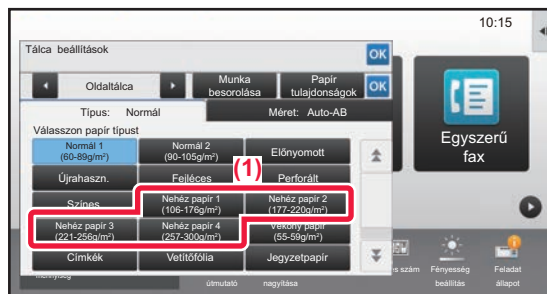 10:15
Tálca beállítások
OK
Oldaltálca
Munka
besorolása
Papír
tulajdonságok
OK
Típus: Normál
Méret: Auto-AB
Válasszon papír típust
Normál 1
(60-89g/m²)
Normál 2
(90-105g/m²)
Előnyomott
Újrahaszn.
Fejléces
(1)
Perforált
Színes
Nehéz papír 1
(106-176g/m²)
Nehéz papír 2
(177-220g/m²)
Nehéz papír 3
(221-256g/m²)
Nehéz papír 4
(257-300g/m²)
Vékony papír
(55-59g/m²)
Címkék
Vetítőfólia
Jegyzetpapír
Egyszerű
fax
útmutató
nagyítása
szám
Fényesség
beállítás
Feladat
állapot